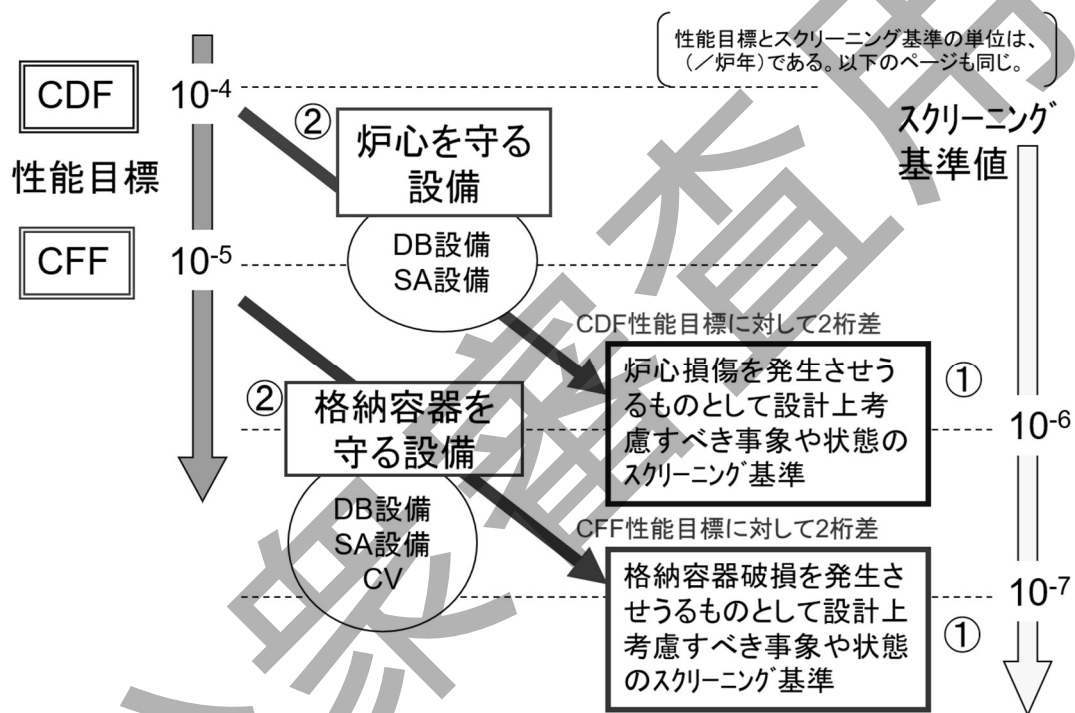 性能目標とスクリーニング基準の単位は、
(／炉年)である。以下のページも同じ。
CDF
10-4
性能目標
CFF
10-5
②
炉心を守る
設備
DB設備
SA設備
スクリーニング
基準値
CDF性能目標に対して2桁差
炉心損傷を発生させう
るものとして設計上考
慮すべき事象や状態の
スクリーニング基準
①
10-6
②
格納容器を
守る設備
DB設備
SA設備
CV
CFF性能目標に対して2桁差
格納容器破損を発生さ
せうるものとして設計上
考慮すべき事象や状態
のスクリーニング基準
①
10-7
審査用